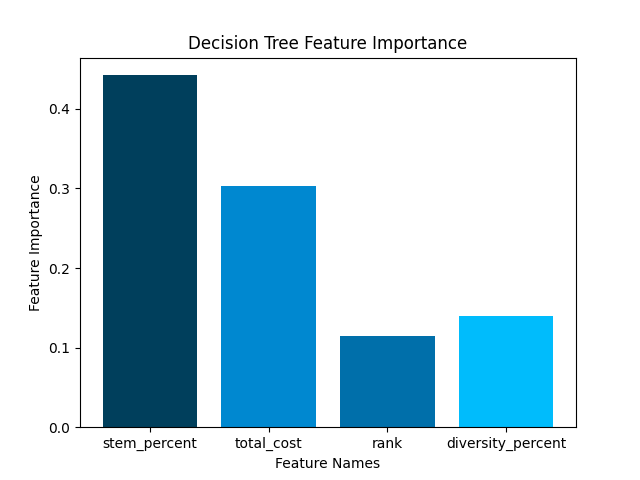 Decision Tree Feature Importance
Feature Importance
0.4
0.3
0.2
0.1
0.0
stem_percent total_cost rank diversity_percent
Feature Names